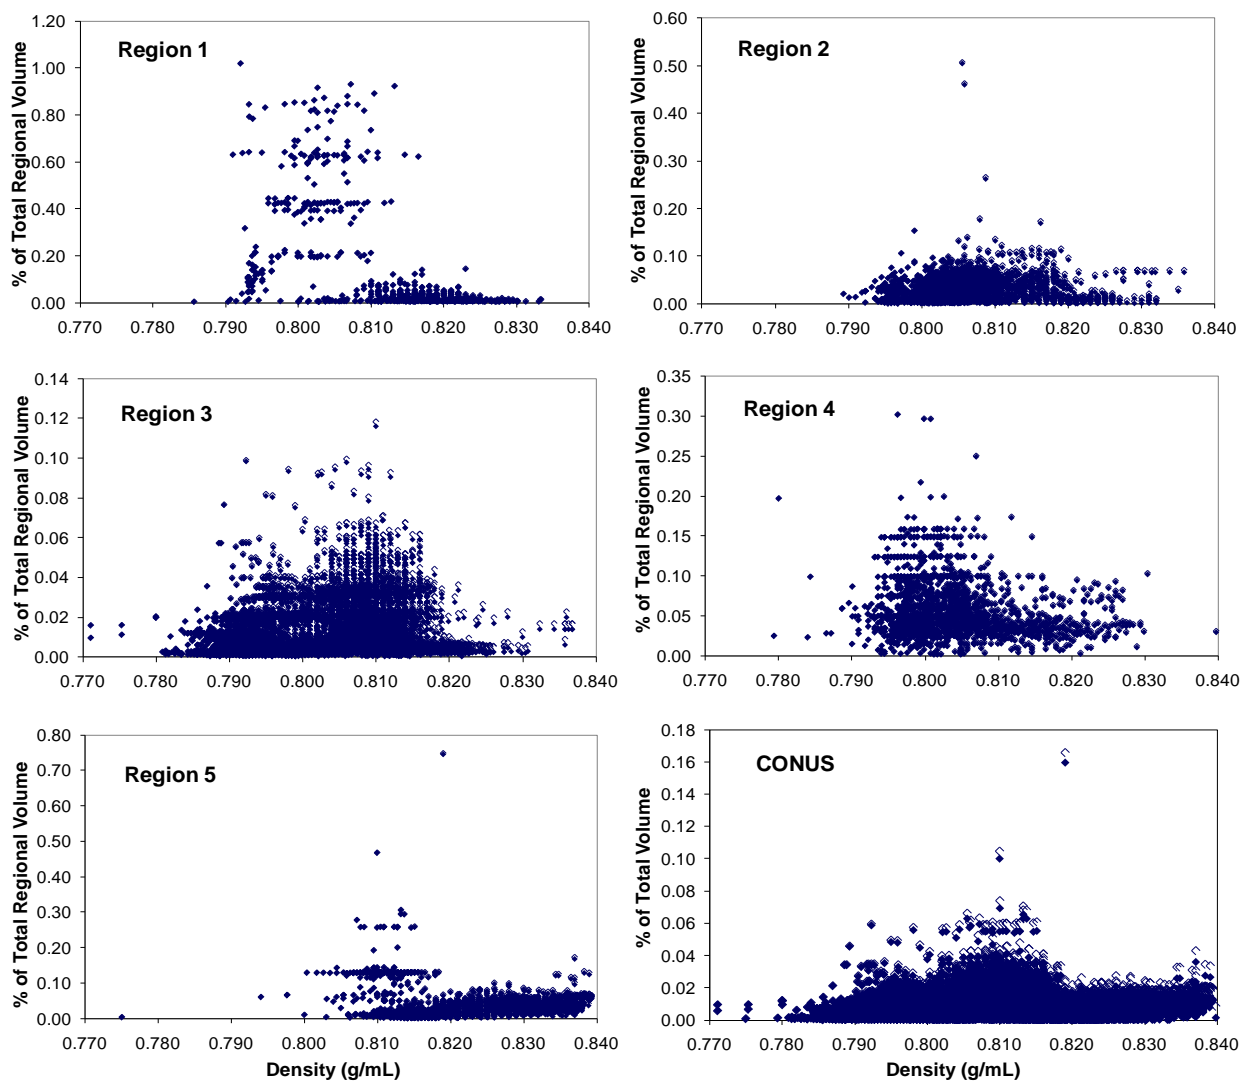 Region 1
% of Total Regional Volume
1.20
1.00
0.80
0.60
0.40
0.20
0.00
0.770 0.780 0.790 0.800 0.810 0.820 0.830 0.840
Region 2
% of Total Regional Volume
0.60
0.50
0.40
0.30
0.20
0.10
0.00
0.770 0.780 0.790 0.800 0.810 0.820 0.830 0.840
Region 3
% of Total Regional Volume
0.14
0.12
0.10
0.08
0.06
0.04
0.02
0.00
0.770 0.780 0.790 0.800 0.810 0.820 0.830 0.840
Region 4
% of Total Regional Volume
0.35
0.30
0.25
0.20
0.15
0.10
0.05
0.00
0.770 0.780 0.790 0.800 0.810 0.820 0.830 0.840
Region 5
% of Total Regional Volume
0.80
0.70
0.60
0.50
0.40
0.30
0.20
0.10
0.00
0.770 0.780 0.790 0.800 0.810 0.820 0.830 0.840
Density (g/mL)
CONUS
% of Total Volume
0.18
0.16
0.14
0.12
0.10
0.08
0.06
0.04
0.02
0.00
0.770 0.780 0.790 0.800 0.810 0.820 0.830 0.840
Density (g/mL)